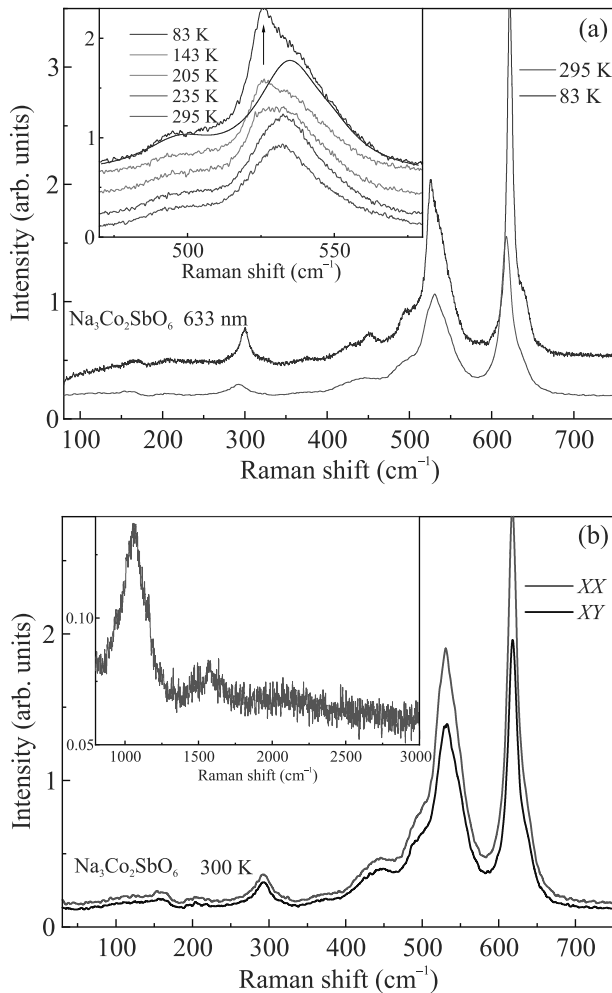 (a)
83 K
143 K
205 K
235 K
295 K
2
1
0
500
550
Raman shift (cm⁻¹)
295 K
83 K
Intensity (arb. units)
3
2
1
0
Na₃Co₂SbO₆ 633 nm
100 200 300 400 500 600 700
Raman shift (cm⁻¹)
(b)
XX
XY
0.10
0.05
1000 1500 2000 2500 3000
Raman shift (cm⁻¹)
Intensity (arb. units)
2
1
0
Na₃Co₂SbO₆ 300 K
100 200 300 400 500 600 700
Raman shift (cm⁻¹)